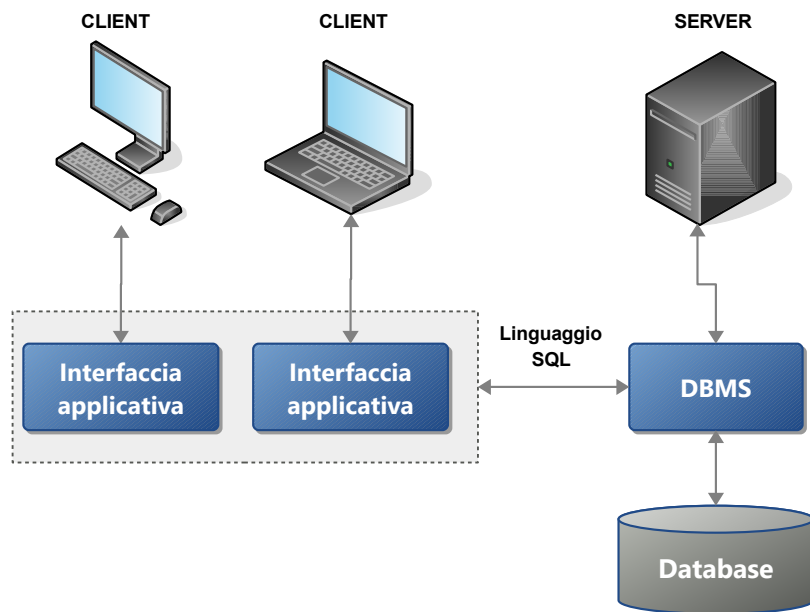 CLIENT
CLIENT
SERVER
Linguaggio
SQL
Interfaccia
applicativa
Interfaccia
applicativa
DBMS
Database